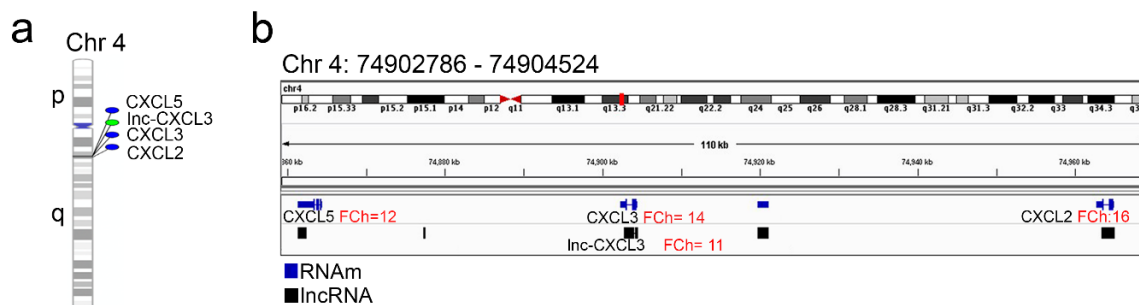 a
Chr 4
p
q
CXCL5
lnc-CXCL3
CXCL3
CXCL2
b
Chr 4: 74902786 - 74904524
chr4
p16.2 p15.33 p15.2 p15.1 p14 p12 q11 q13.1 q13.3 q21.22 q22.2 q24 q25 q26 q28.1 q28.3 q31.21 q31.3 q32.2 q33 q34.3 q3
110 kb
360 kb 74,880 kb 74,900 kb 74,920 kb 74,940 kb 74,960 kb
CXCL5 FCh=12 CXCL3 FCh= 14 CXCL2 FCh:16
lnc-CXCL3 FCh= 11
RNAm
lncRNA